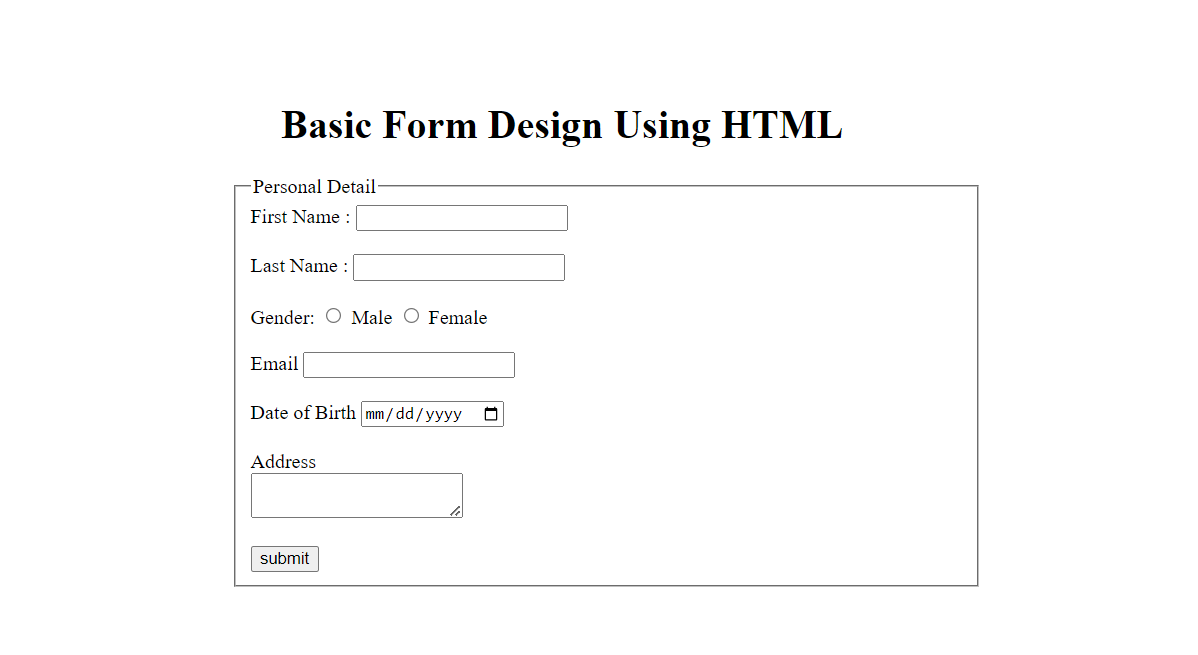 Basic Form Design Using HTML
Personal Detail
First Name :
Last Name :
Gender: Male Female
Email
Date of Birth mm/dd/yyyy
Address
submit